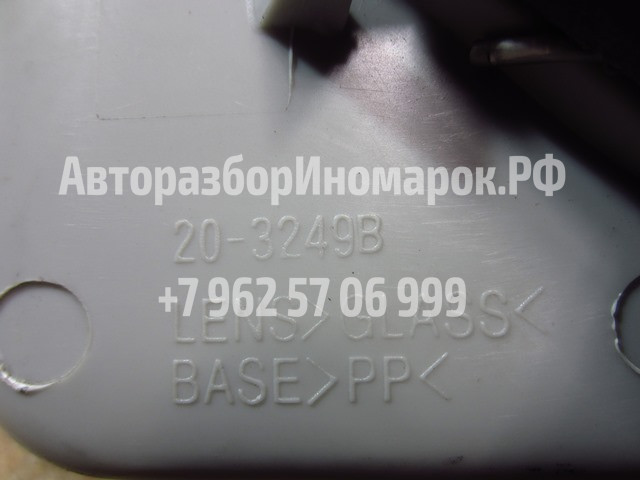 АвторазборИномарок.РФ
20-3249B
+7 962 57 06 999
LENS>GLASS<
BASE>PP<